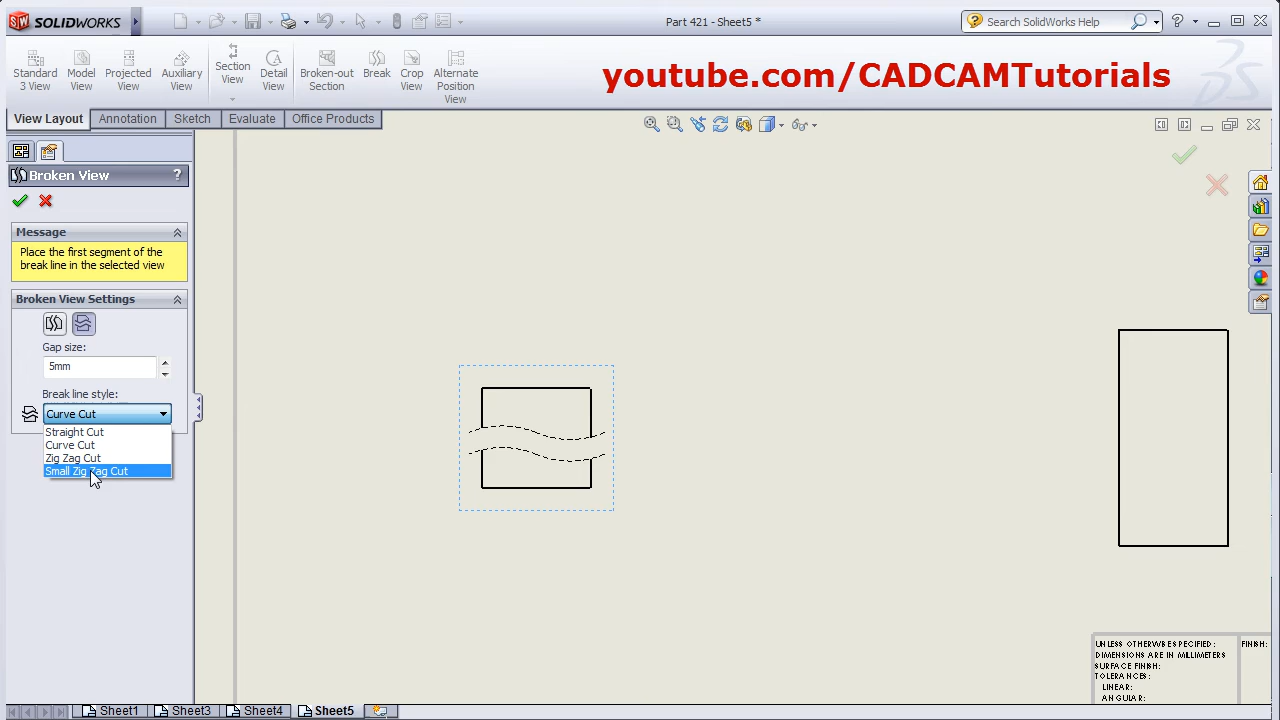 SOLIDWORKS
Part 421 - Sheet5 *
Search SolidWorks Help
?
Standard 3 View
Model View
Projected View
Auxiliary View
Section View
Detail View
Broken-out Section
Break
Crop View
Alternate Position View
youtube.com/CADCAMTutorials
View Layout
Annotation
Sketch
Evaluate
Office Products
Broken View
?
Message
Place the first segment of the
break line in the selected view
Broken View Settings
Gap size:
5mm
Break line style:
Curve Cut
Straight Cut
Curve Cut
Zig Zag Cut
Small Zig Zag Cut
UNLESS OTHERWISE SPECIFIED:
DIMENSIONS ARE IN MILLIMETERS
SURFACE FINISH:
TOLERANCES:
LINEAR:
ANGULAR:
FINISH:
Sheet1
Sheet3
Sheet4
Sheet5